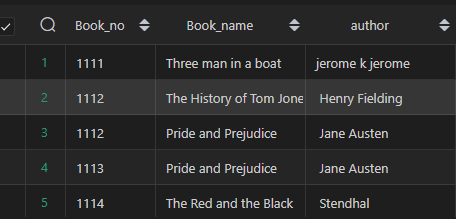 Book_no Book_name author
1 1111 Three man in a boat jerome k jerome
2 1112 The History of Tom Jone Henry Fielding
3 1112 Pride and Prejudice Jane Austen
4 1113 Pride and Prejudice Jane Austen
5 1114 The Red and the Black Stendhal